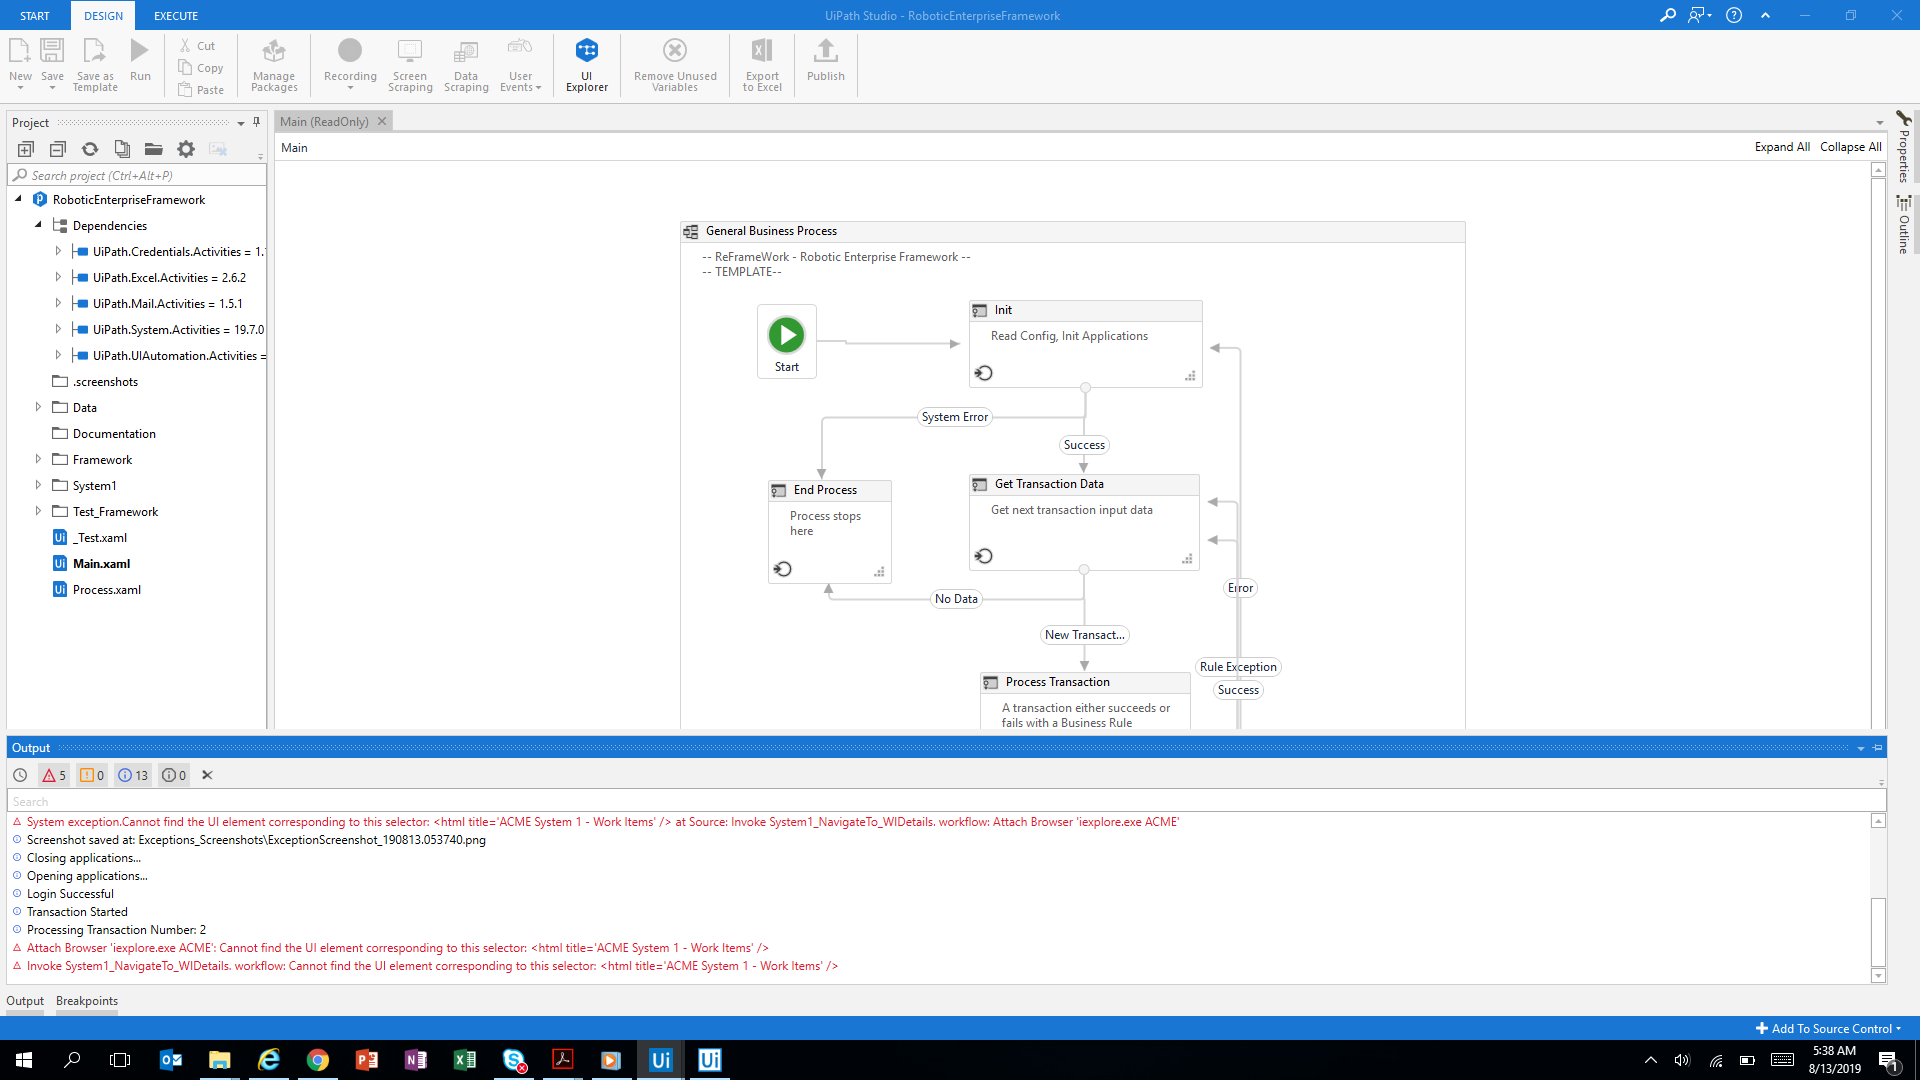 START
DESIGN
EXECUTE
UiPath Studio - RoboticEnterpriseFramework
New
Save
Save as Template
Run
Cut
Copy
Paste
Manage Packages
Recording
Screen Scraping
Data Scraping
User Events
UI Explorer
Remove Unused Variables
Export to Excel
Publish
Project
Main (ReadOnly)
Main
Expand All
Collapse All
Properties
Outline
Search project (Ctrl+Alt+P)
RoboticEnterpriseFramework
Dependencies
UiPath.Credentials.Activities = 1.
UiPath.Excel.Activities = 2.6.2
UiPath.Mail.Activities = 1.5.1
UiPath.System.Activities = 19.7.0
UiPath.UIAutomation.Activities =
.screenshots
Data
Documentation
Framework
System1
Test_Framework
Ui _Test.xaml
Ui Main.xaml
Ui Process.xaml
General Business Process
-- ReFrameWork - Robotic Enterprise Framework --
-- TEMPLATE--
Start
Init
Read Config, Init Applications
System Error
Success
End Process
Process stops
here
Get Transaction Data
Get next transaction input data
Error
No Data
New Transact...
Rule Exception
Success
Process Transaction
A transaction either succeeds or
fails with a Business Rule
Output
5
0
13
0
Search
System exception.Cannot find the UI element corresponding to this selector: <html title='ACME System 1 - Work Items' /> at Source: Invoke System1_NavigateTo_WIDetails. workflow: Attach Browser 'iexplore.exe ACME'
Screenshot saved at: Exceptions_Screenshots\ExceptionScreenshot_190813.053740.png
Closing applications...
Opening applications...
Login Successful
Transaction Started
Processing Transaction Number: 2
Attach Browser 'iexplore.exe ACME': Cannot find the UI element corresponding to this selector: <html title='ACME System 1 - Work Items' />
Invoke System1_NavigateTo_WIDetails. workflow: Cannot find the UI element corresponding to this selector: <html title='ACME System 1 - Work Items' />
Output
Breakpoints
Add To Source Control
Ui
Ui
5:38 AM
8/13/2019
1